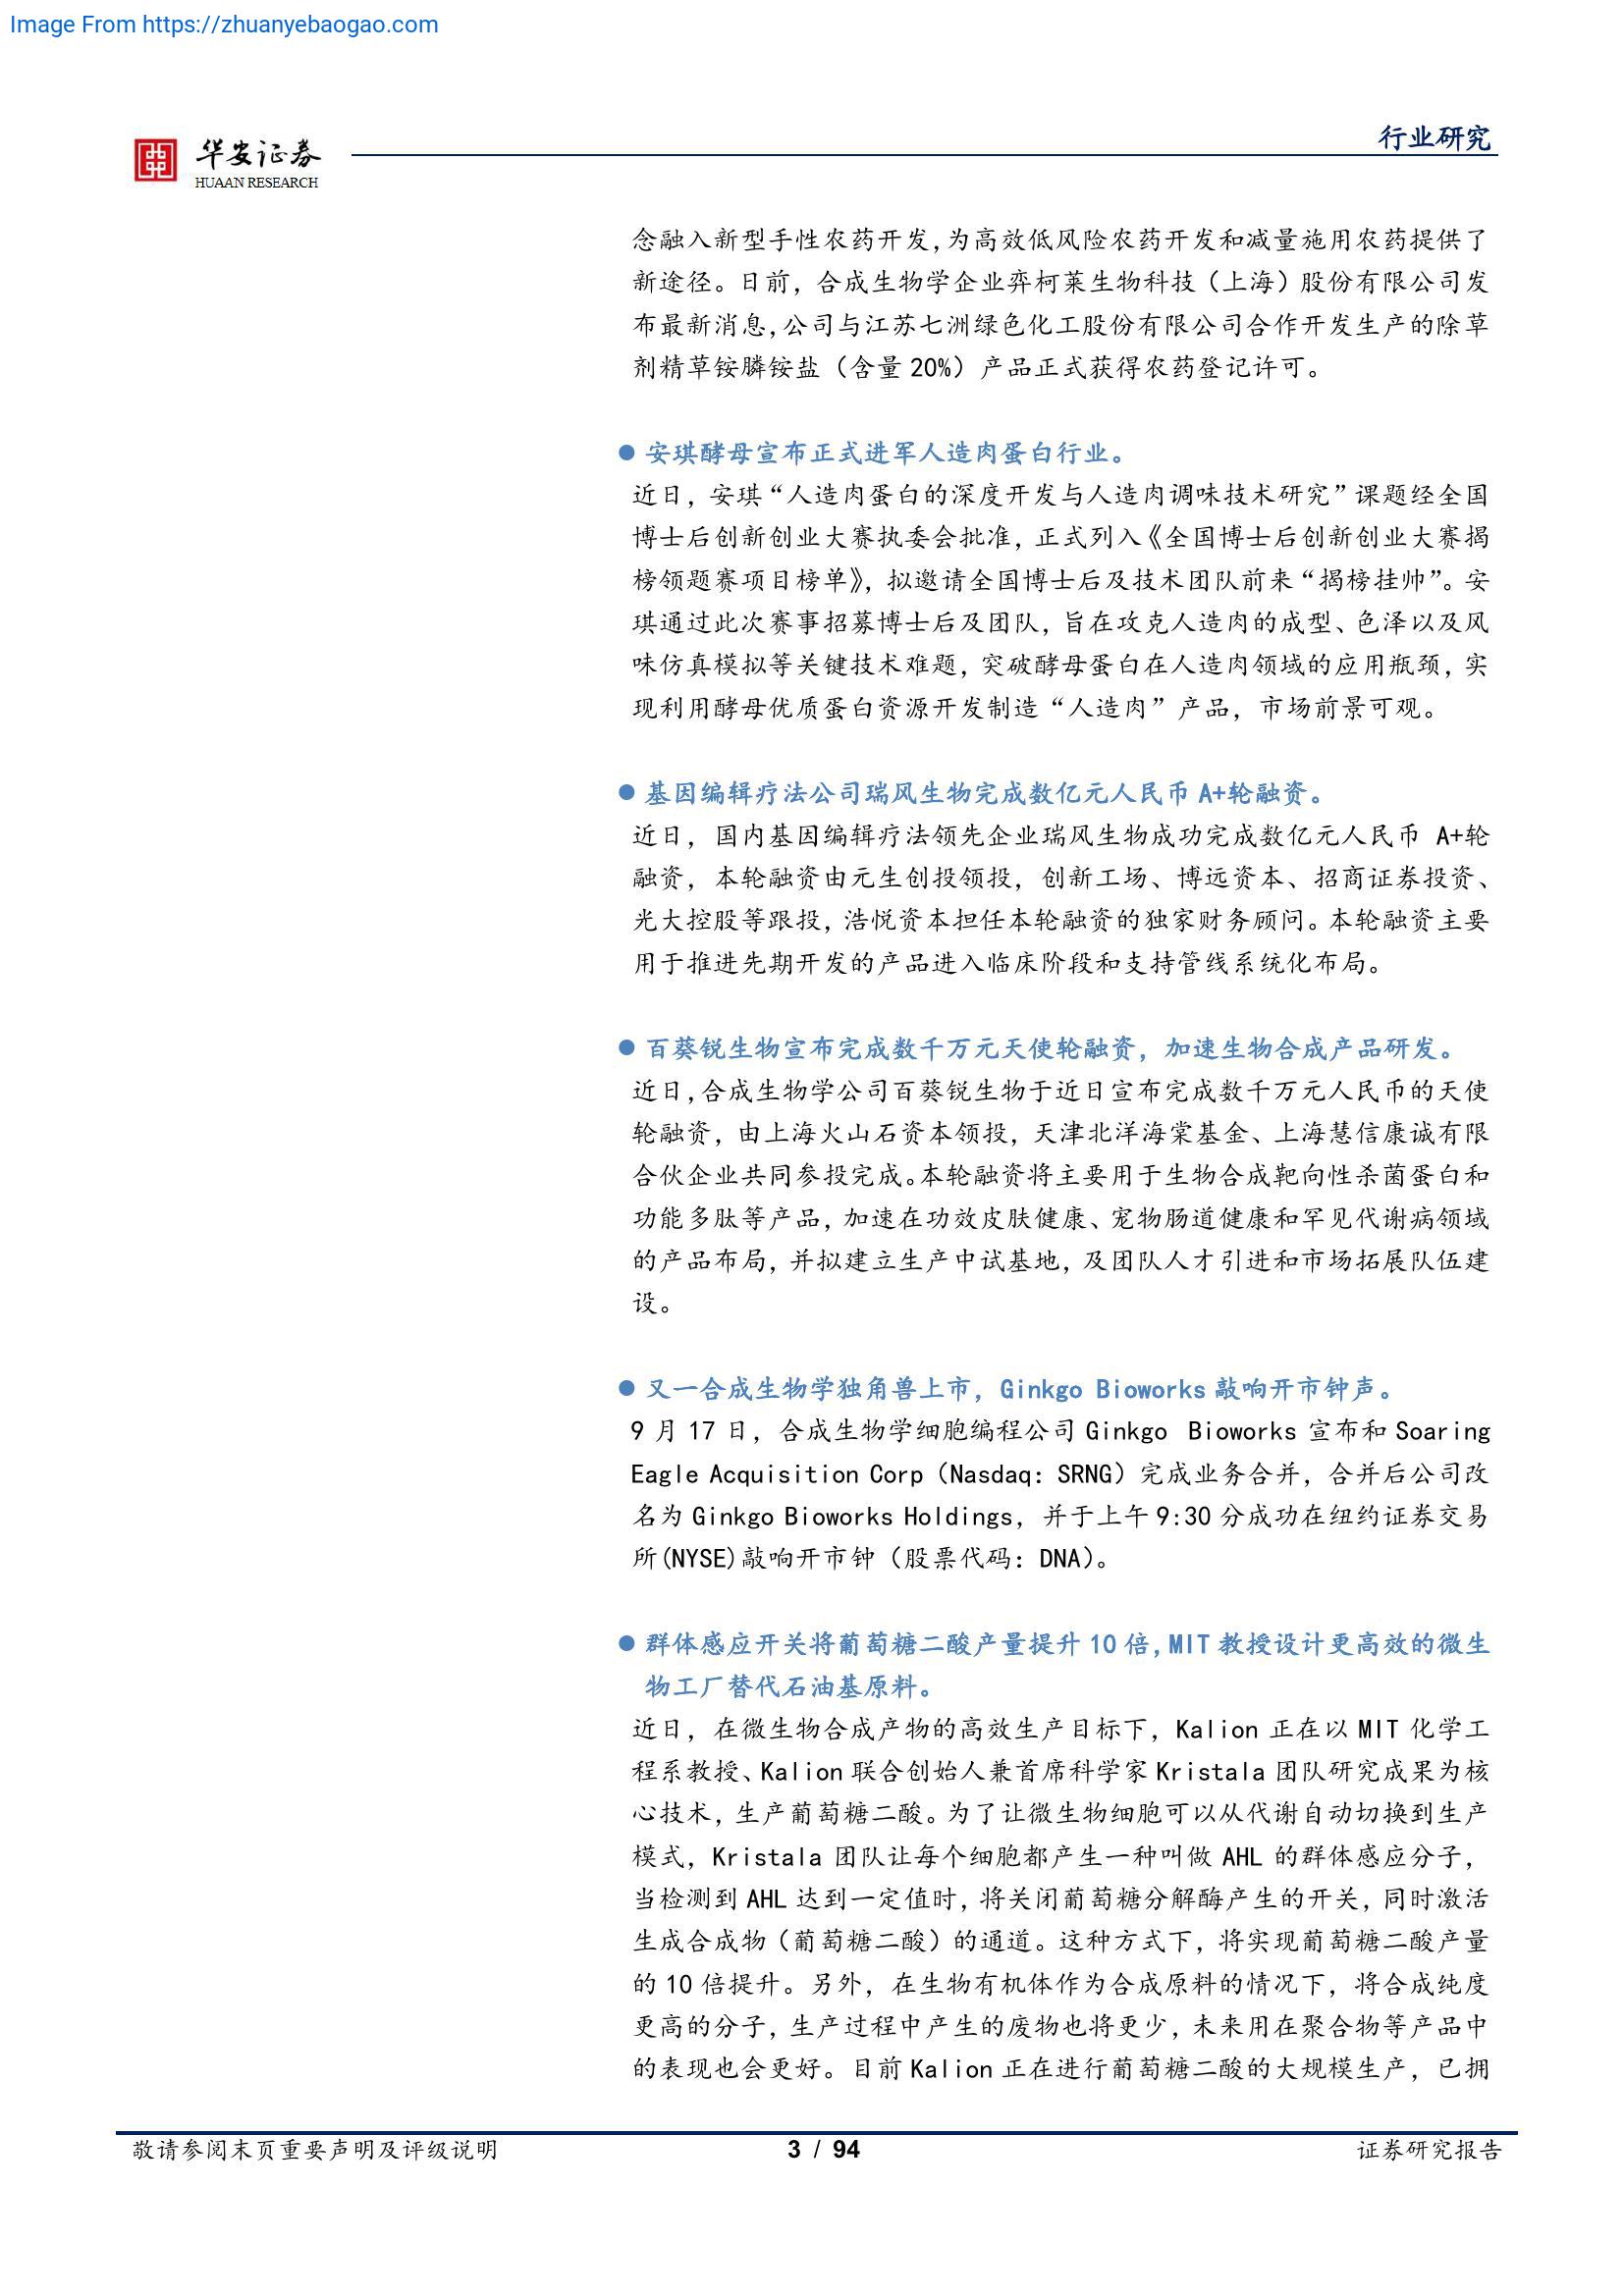 Image From https://zhuanyebaogao.com
华安证券
HUAAN RESEARCH
行业研究
念融入新型手性农药开发,为高效低风险农药开发和减量施用农药提供了
新途径。日前，合成生物学企业弈柯莱生物科技（上海）股份有限公司发
布最新消息,公司与江苏七洲绿色化工股份有限公司合作开发生产的除草
剂精草铵膦铵盐（含量 20%）产品正式获得农药登记许可。
● 安琪酵母宣布正式进军人造肉蛋白行业。
近日，安琪“人造肉蛋白的深度开发与人造肉调味技术研究”课题经全国
博士后创新创业大赛执委会批准，正式列入《全国博士后创新创业大赛揭
榜领题赛项目榜单》，拟邀请全国博士后及技术团队前来“揭榜挂帅”。安
琪通过此次赛事招募博士后及团队，旨在攻克人造肉的成型、色泽以及风
味仿真模拟等关键技术难题，突破酵母蛋白在人造肉领域的应用瓶颈，实
现利用酵母优质蛋白资源开发制造“人造肉”产品，市场前景可观。
● 基因编辑疗法公司瑞风生物完成数亿元人民币 A+轮融资。
近日，国内基因编辑疗法领先企业瑞风生物成功完成数亿元人民币 A+轮
融资，本轮融资由元生创投领投，创新工场、博远资本、招商证券投资、
光大控股等跟投，浩悦资本担任本轮融资的独家财务顾问。本轮融资主要
用于推进先期开发的产品进入临床阶段和支持管线系统化布局。
● 百葵锐生物宣布完成数千万元天使轮融资，加速生物合成产品研发。
近日,合成生物学公司百葵锐生物于近日宣布完成数千万元人民币的天使
轮融资，由上海火山石资本领投，天津北洋海棠基金、上海慧信康诚有限
合伙企业共同参投完成。本轮融资将主要用于生物合成靶向性杀菌蛋白和
功能多肽等产品，加速在功效皮肤健康、宠物肠道健康和罕见代谢病领域
的产品布局，并拟建立生产中试基地，及团队人才引进和市场拓展队伍建
设。
● 又一合成生物学独角兽上市，Ginkgo Bioworks 敲响开市钟声。
9 月 17 日，合成生物学细胞编程公司 Ginkgo Bioworks 宣布和 Soaring
Eagle Acquisition Corp（Nasdaq：SRNG）完成业务合并，合并后公司改
名为 Ginkgo Bioworks Holdings，并于上午 9:30 分成功在纽约证券交易
所(NYSE)敲响开市钟（股票代码：DNA）。
● 群体感应开关将葡萄糖二酸产量提升 10 倍,MIT 教授设计更高效的微生
物工厂替代石油基原料。
近日，在微生物合成产物的高效生产目标下，Kalion 正在以 MIT 化学工
程系教授、Kalion 联合创始人兼首席科学家 Kristala 团队研究成果为核
心技术，生产葡萄糖二酸。为了让微生物细胞可以从代谢自动切换到生产
模式，Kristala 团队让每个细胞都产生一种叫做 AHL 的群体感应分子，
当检测到 AHL 达到一定值时，将关闭葡萄糖分解酶产生的开关，同时激活
生成合成物（葡萄糖二酸）的通道。这种方式下，将实现葡萄糖二酸产量
的 10 倍提升。另外，在生物有机体作为合成原料的情况下，将合成纯度
更高的分子，生产过程中产生的废物也将更少，未来用在聚合物等产品中
的表现也会更好。目前 Kalion 正在进行葡萄糖二酸的大规模生产，已拥
敬请参阅末页重要声明及评级说明
3 / 94
证券研究报告